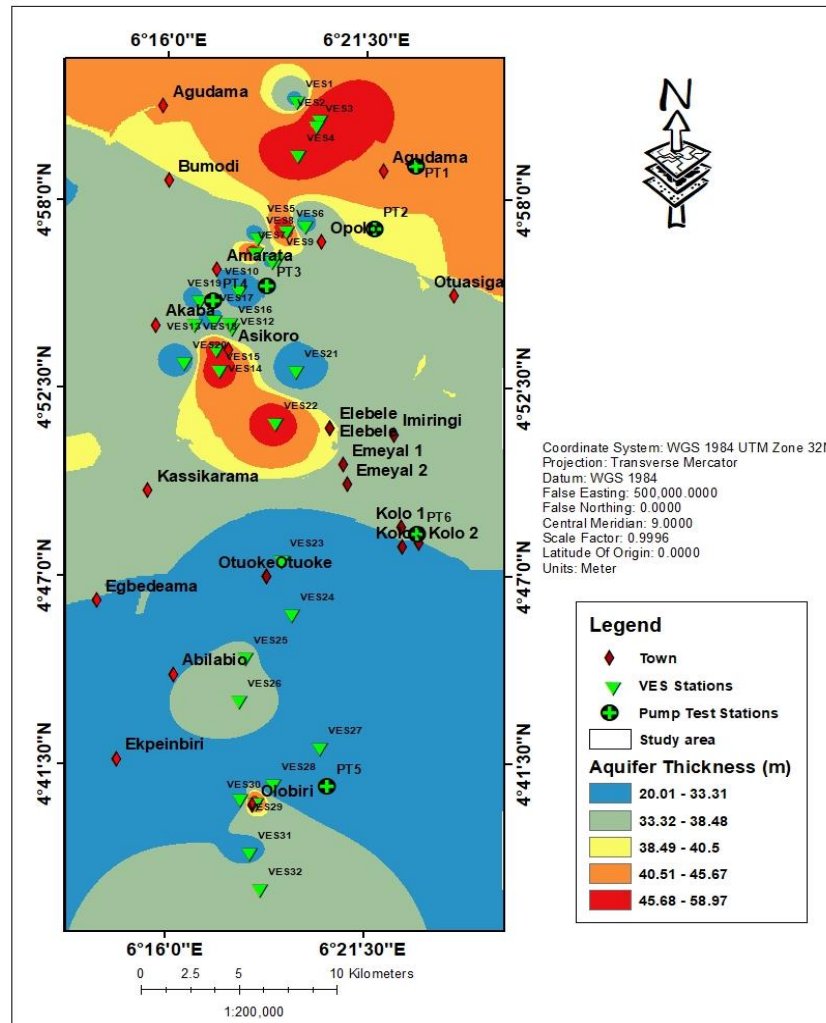 6°16'0"E 6°21'30"E
N
Agudama
VES1
VES2
VES3
VES4
Agudama
PT1
Bumodi
4°58'0"N 4°58'0"N
PT2
VES5
VES6
VES8
VES7
VES9
Opolo
Amarata
VES10
PT3
Otuasiga
VES19
PT4
VES17
Akaba
VES16
VES13
VES18
VES12
Asikoro
VES20
VES15
VES14
VES21
4°52'30"N 4°52'30"N
VES22
Elebele
Elebele
Imiringi
Emeyal 1
Emeyal 2
Kassikarama
Kolo 1
PT6
Kolo
Kolo 2
VES23
Otuoke
Otuoke
4°47'0"N 4°47'0"N
Egbedeama
VES24
VES25
Abilabio
VES26
Ekpeinbiri
VES27
4°41'30"N 4°41'30"N
VES28
PT5
VES30
Olobiri
VES29
VES31
VES32
6°16'0"E 6°21'30"E
0 2.5 5 10 Kilometers
1:200,000
Coordinate System: WGS 1984 UTM Zone 32N
Projection: Transverse Mercator
Datum: WGS 1984
False Easting: 500,000.0000
False Northing: 0.0000
Central Meridian: 9.0000
Scale Factor: 0.9996
Latitude Of Origin: 0.0000
Units: Meter
Legend
Town
VES Stations
Pump Test Stations
Study area
Aquifer Thickness (m)
20.01 - 33.31
33.32 - 38.48
38.49 - 40.5
40.51 - 45.67
45.68 - 58.97